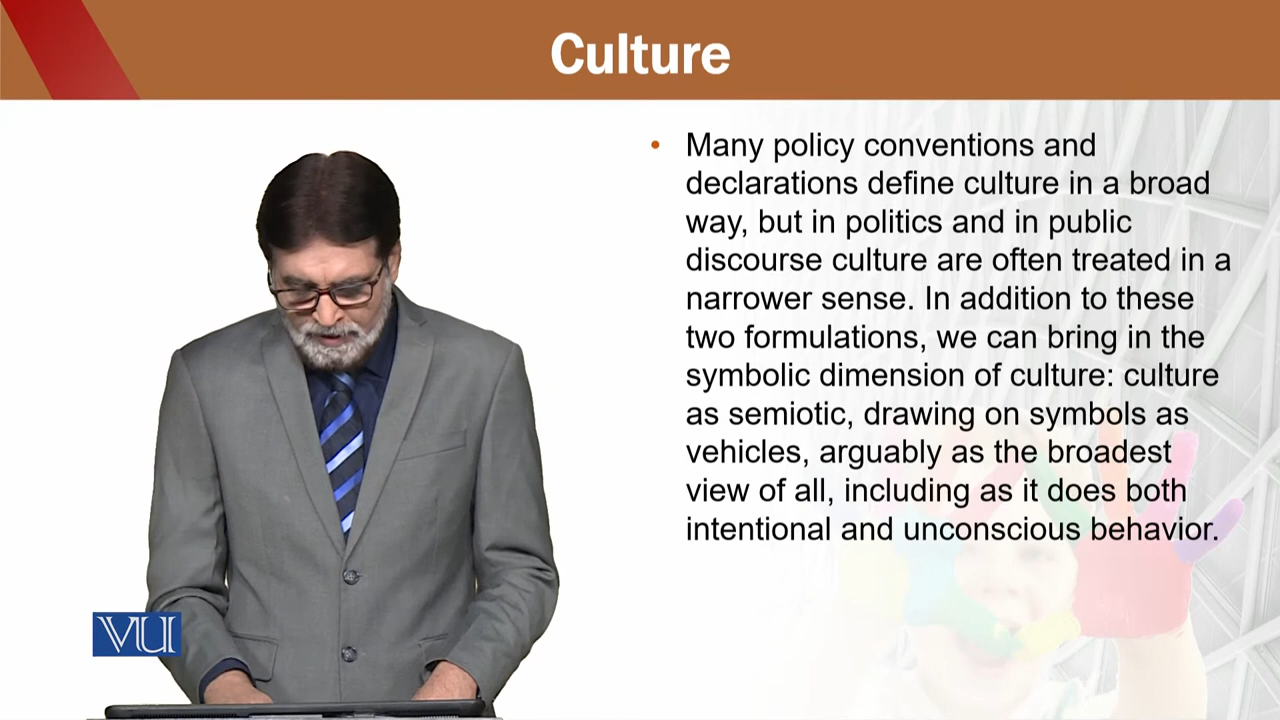 Culture
• Many policy conventions and
declarations define culture in a broad
way, but in politics and in public
discourse culture are often treated in a
narrower sense. In addition to these
two formulations, we can bring in the
symbolic dimension of culture: culture
as semiotic, drawing on symbols as
vehicles, arguably as the broadest
view of all, including as it does both
intentional and unconscious behavior.
VU